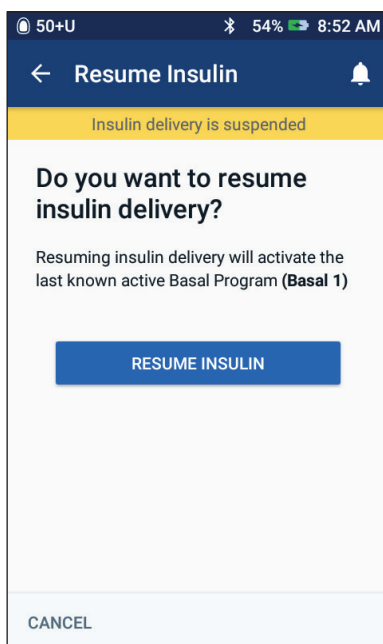 50+U 54% 8:52 AM
Resume Insulin
Insulin delivery is suspended
Do you want to resume
insulin delivery?
Resuming insulin delivery will activate the
last known active Basal Program (Basal 1)
RESUME INSULIN
CANCEL